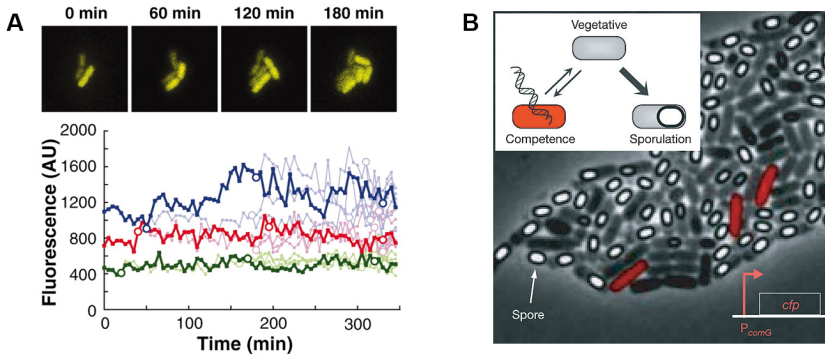 A
0 min 60 min 120 min 180 min
2000
1600
1200
800
400
0
Fluorescence (AU)
0 100 200 300
Time (min)
B
Vegetative
Competence
Sporulation
Spore
cfp
PcomG